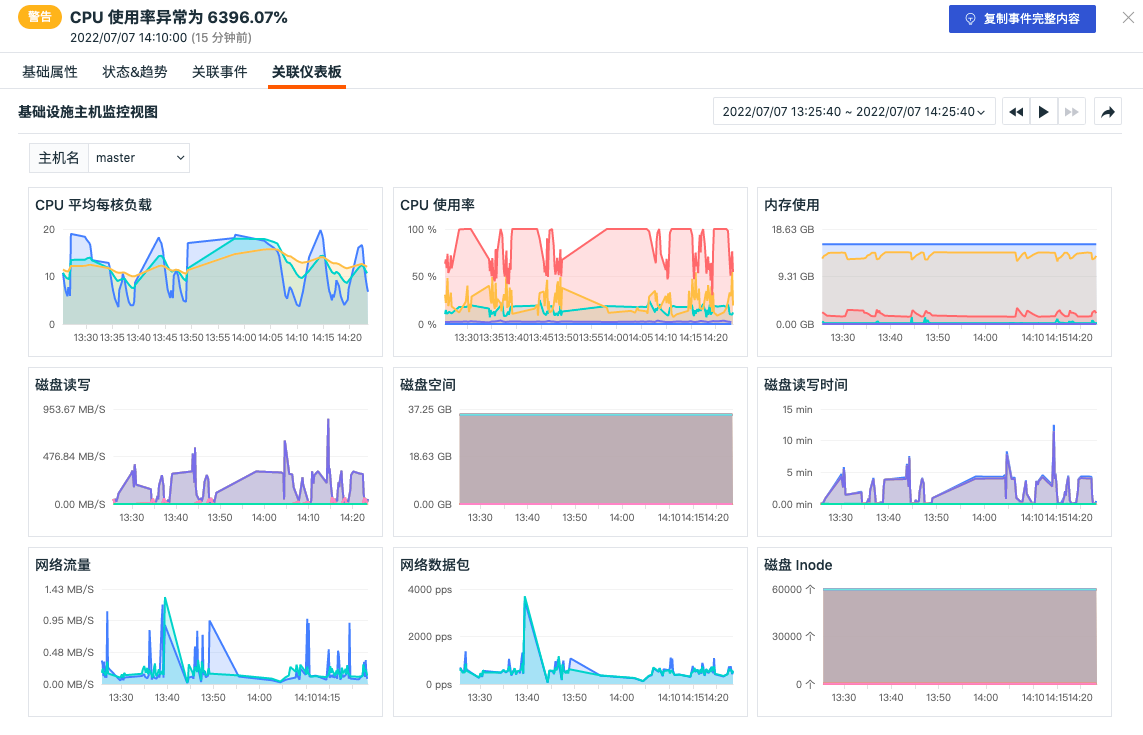 警告 CPU 使用率异常为 6396.07%
2022/07/07 14:10:00 (15 分钟前)
复制事件完整内容
基础属性 状态&趋势 关联事件 关联仪表板
基础设施主机监控视图
2022/07/07 13:25:40 ~ 2022/07/07 14:25:40
主机名 master
CPU 平均每核负载
20
10
0
13:30 13:35 13:40 13:45 13:50 13:55 14:00 14:05 14:10 14:15 14:20
CPU 使用率
100 %
50 %
0 %
13:30 13:35 13:40 13:45 13:50 13:55 14:00 14:05 14:10 14:15 14:20
内存使用
18.63 GB
9.31 GB
0.00 GB
13:30 13:40 13:50 14:00 14:10 14:15 14:20
磁盘读写
953.67 MB/S
476.84 MB/S
0.00 MB/S
13:30 13:40 13:50 14:00 14:10 14:20
磁盘空间
37.25 GB
18.63 GB
0.00 GB
13:30 13:40 13:50 14:00 14:10 14:15 14:20
磁盘读写时间
15 min
10 min
5 min
0.00 min
13:30 13:40 13:50 14:00 14:10 14:15 14:20
网络流量
1.43 MB/S
0.95 MB/S
0.48 MB/S
0.00 MB/S
13:30 13:40 13:50 14:00 14:10 14:15
网络数据包
4000 pps
2000 pps
0 pps
13:30 13:40 13:50 14:00 14:10 14:15 14:20
磁盘 Inode
60000 个
30000 个
0 个
13:30 13:40 13:50 14:00 14:10 14:15 14:20